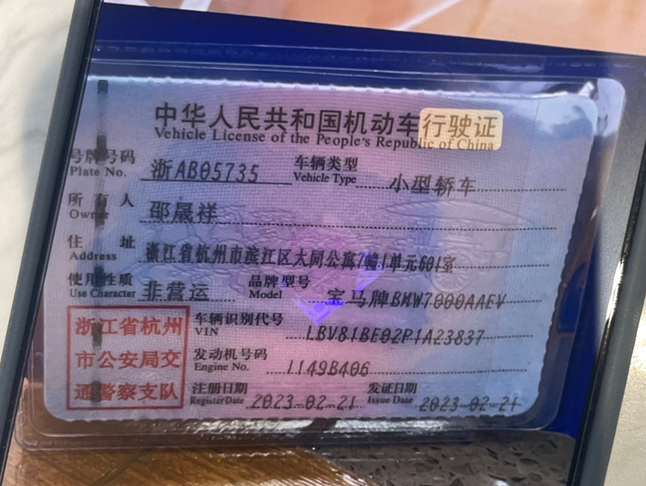 中华人民共和国机动车行驶证
Vehicle License of the People's Republic of China
号牌号码 浙AB05735 车辆类型 小型轿车
Plate No. Vehicle Type
所有人 邵晟祥
Owner
住址 浙江省杭州市滨江区大同公寓7幢1单元601室
Address
使用性质 非营运 品牌型号 宝马牌BMW7000AAEV
Use Character Model
浙江省杭州
市公安局交
通警察支队
车辆识别代号 LBV81BE02P1A23837
VIN
发动机号码 1149B406
Engine No.
注册日期 2023-02-21 发证日期 2023-02-21
Register Date Issue Date